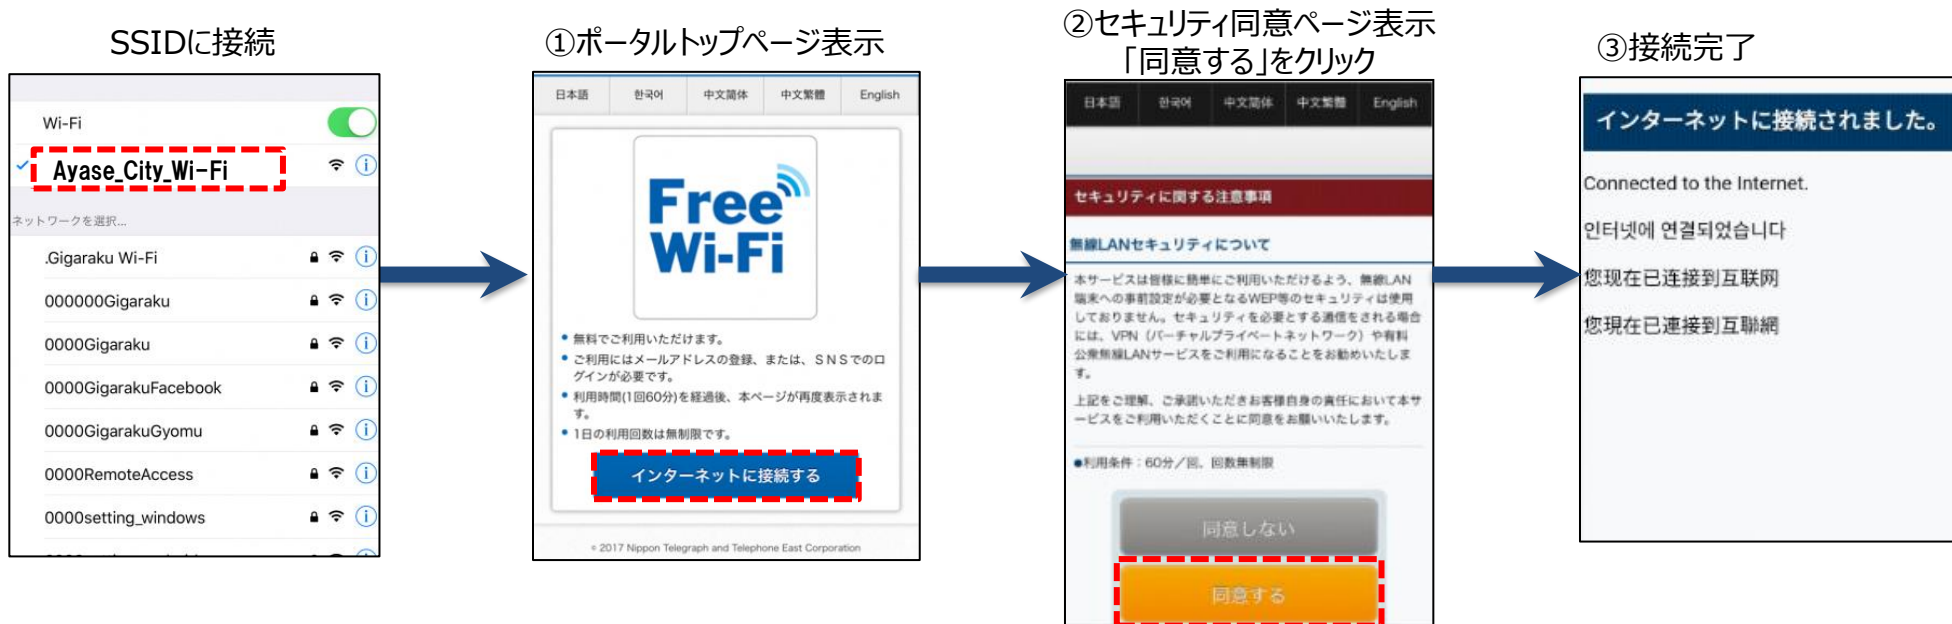 SSIDに接続
Wi-Fi
Ayase_City_Wi-Fi
ネットワークを選択...
.Gigaraku Wi-Fi
000000Gigaraku
0000Gigaraku
0000GigarakuFacebook
0000GigarakuGyomu
0000RemoteAccess
0000setting_windows
①ポータルトップページ表示
日本語 한국어 中文简体 中文繁體 English
Free
Wi-Fi
• 無料でご利用いただけます。
• ご利用にはメールアドレスの登録、または、SNSでのロ
グインが必要です。
• 利用時間(1回60分)を経過後、本ページが再度表示されま
す。
• 1日の利用回数は無制限です。
インターネットに接続する
© 2017 Nippon Telegraph and Telephone East Corporation
②セキュリティ同意ページ表示
「同意する」をクリック
日本語 한국어 中文简体 中文繁體 English
セキュリティに関する注意事項
無線LANセキュリティについて
本サービスは皆様に簡単にご利用いただけるよう、無線LAN
端末への事前設定が必要となるWEP等のセキュリティは使用
しておりません。セキュリティを必要とする通信をされる場合
には、VPN（バーチャルプライベートネットワーク）や有料
公衆無線LANサービスをご利用になることをお勧めいたしま
す。
上記をご理解、ご承諾いただきお客様自身の責任において本サ
ービスをご利用いただくことに同意をお願いいたします。
●利用条件：60分／回、回数無制限
同意しない
同意する
③接続完了
インターネットに接続されました。
Connected to the Internet.
인터넷에 연결되었습니다
您现在已连接到互联网
您現在已連接到互聯網